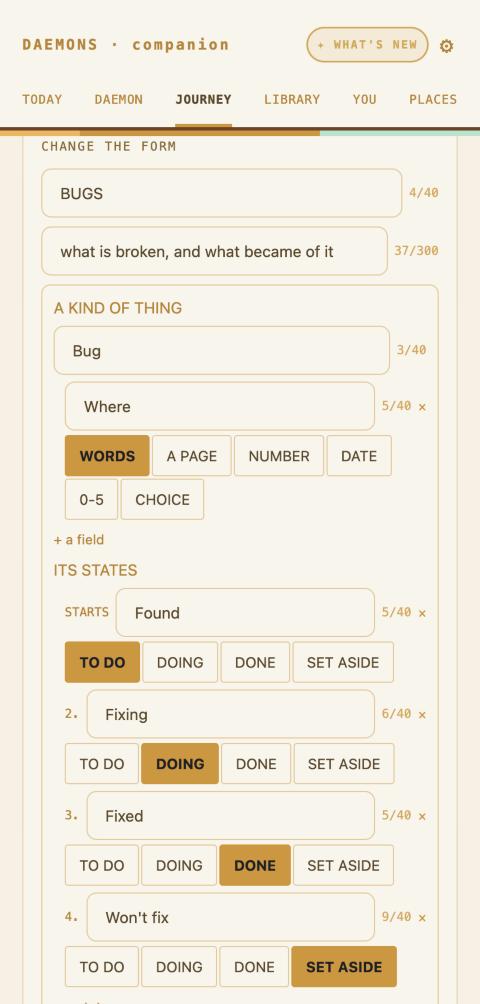 DAEMONS · companion
✦ WHAT'S NEW ⚙
TODAY DAEMON JOURNEY LIBRARY YOU PLACES
CHANGE THE FORM
BUGS 4/40
what is broken, and what became of it 37/300
A KIND OF THING
Bug 3/40
Where 5/40 ×
WORDS A PAGE NUMBER DATE
0-5 CHOICE
+ a field
ITS STATES
STARTS Found 5/40 ×
TO DO DOING DONE SET ASIDE
2. Fixing 6/40 ×
TO DO DOING DONE SET ASIDE
3. Fixed 5/40 ×
TO DO DOING DONE SET ASIDE
4. Won't fix 9/40 ×
TO DO DOING DONE SET ASIDE